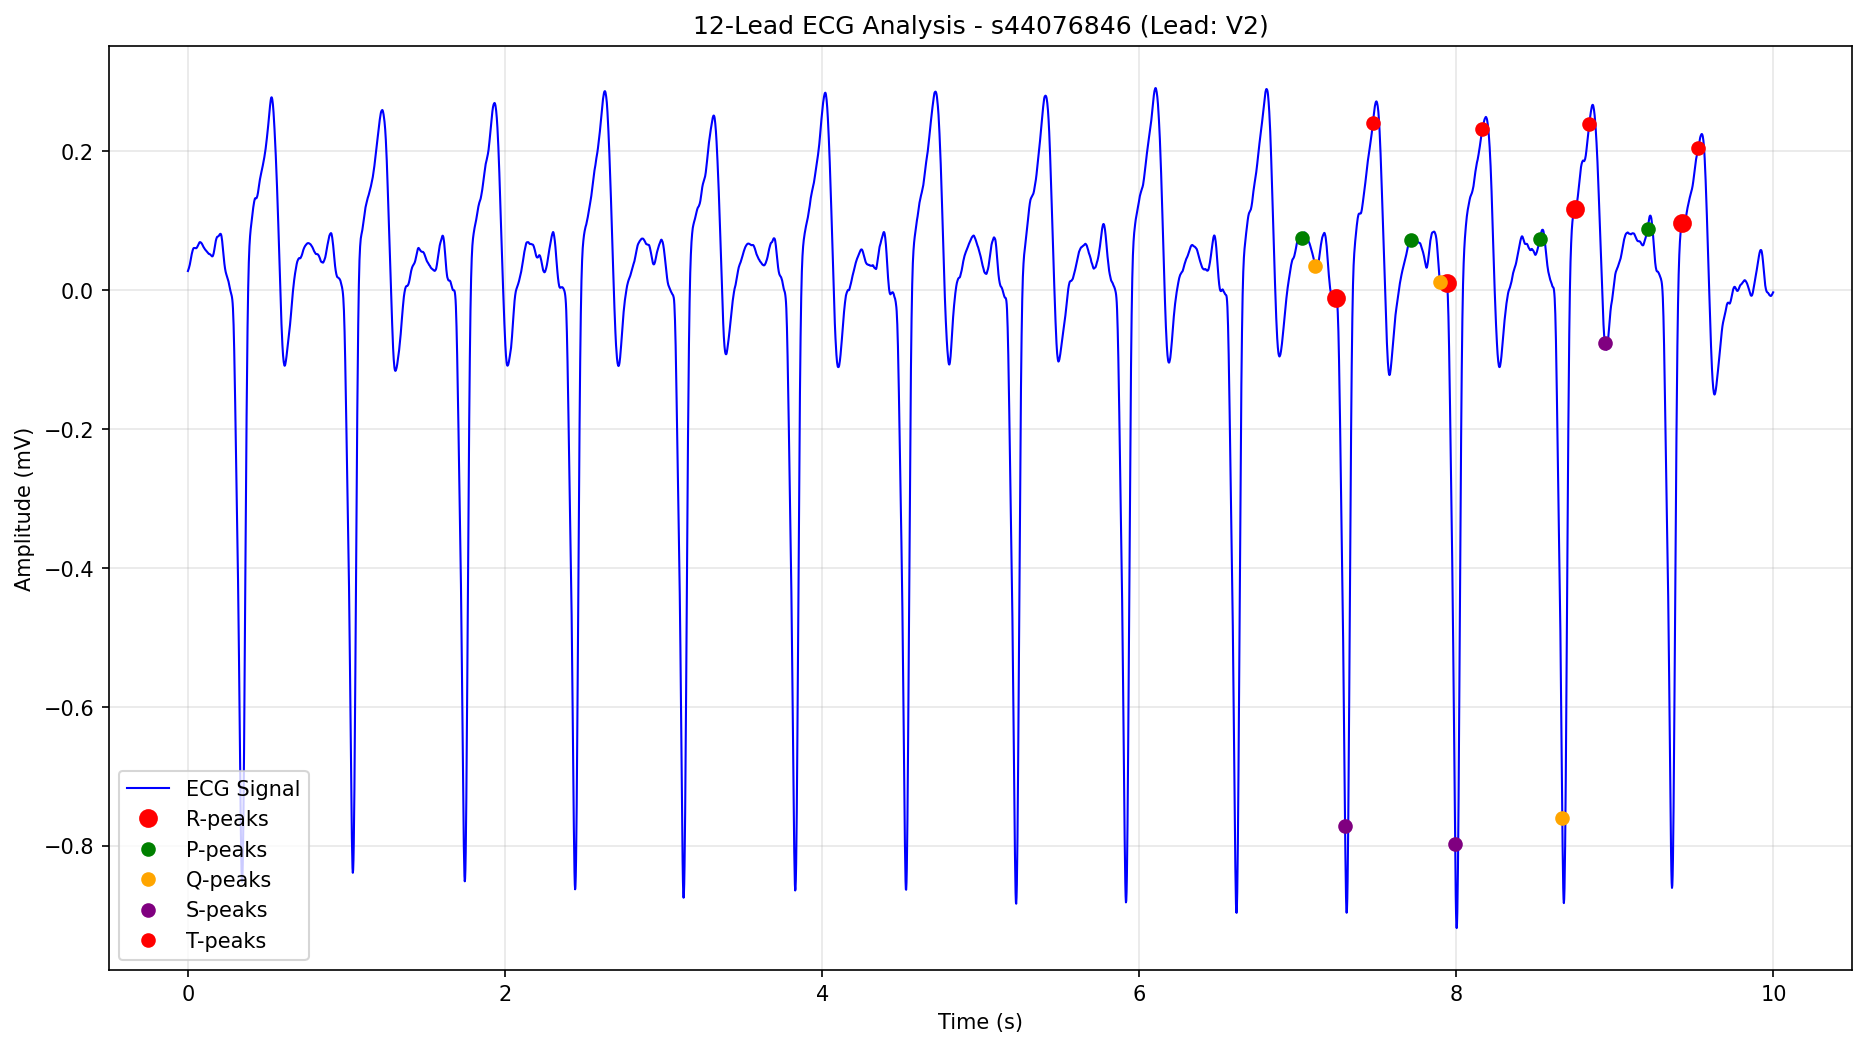 12-Lead ECG Analysis - s44076846 (Lead: V2)
Amplitude (mV)
0.2
0.0
−0.2
−0.4
−0.6
−0.8
ECG Signal
R-peaks
P-peaks
Q-peaks
S-peaks
T-peaks
0 2 4 6 8 10
Time (s)